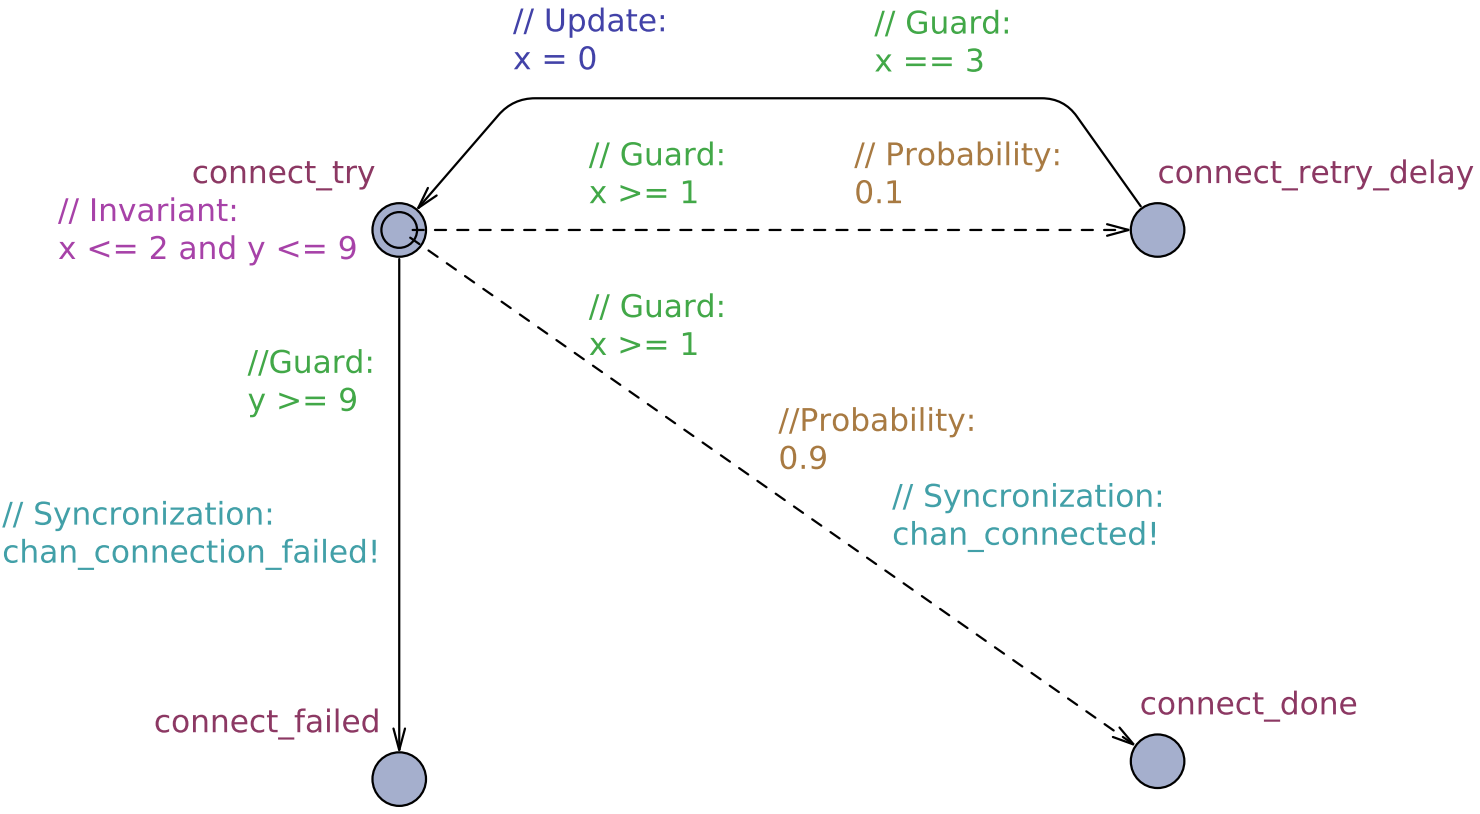 // Update:
x = 0
// Guard:
x == 3
// Guard:
x >= 1
// Probability:
0.1
connect_try
// Invariant:
x <= 2 and y <= 9
connect_retry_delay
// Guard:
x >= 1
//Guard:
y >= 9
//Probability:
0.9
// Syncronization:
chan_connected!
// Syncronization:
chan_connection_failed!
connect_failed
connect_done